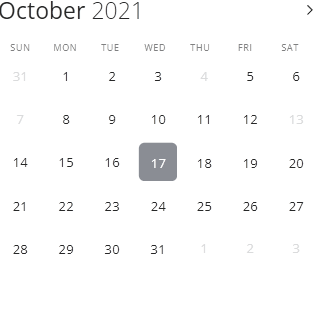 October 2021
SUN MON TUE WED THU FRI SAT
31 1 2 3 4 5 6
7 8 9 10 11 12 13
14 15 16 17 18 19 20
21 22 23 24 25 26 27
28 29 30 31 1 2 3